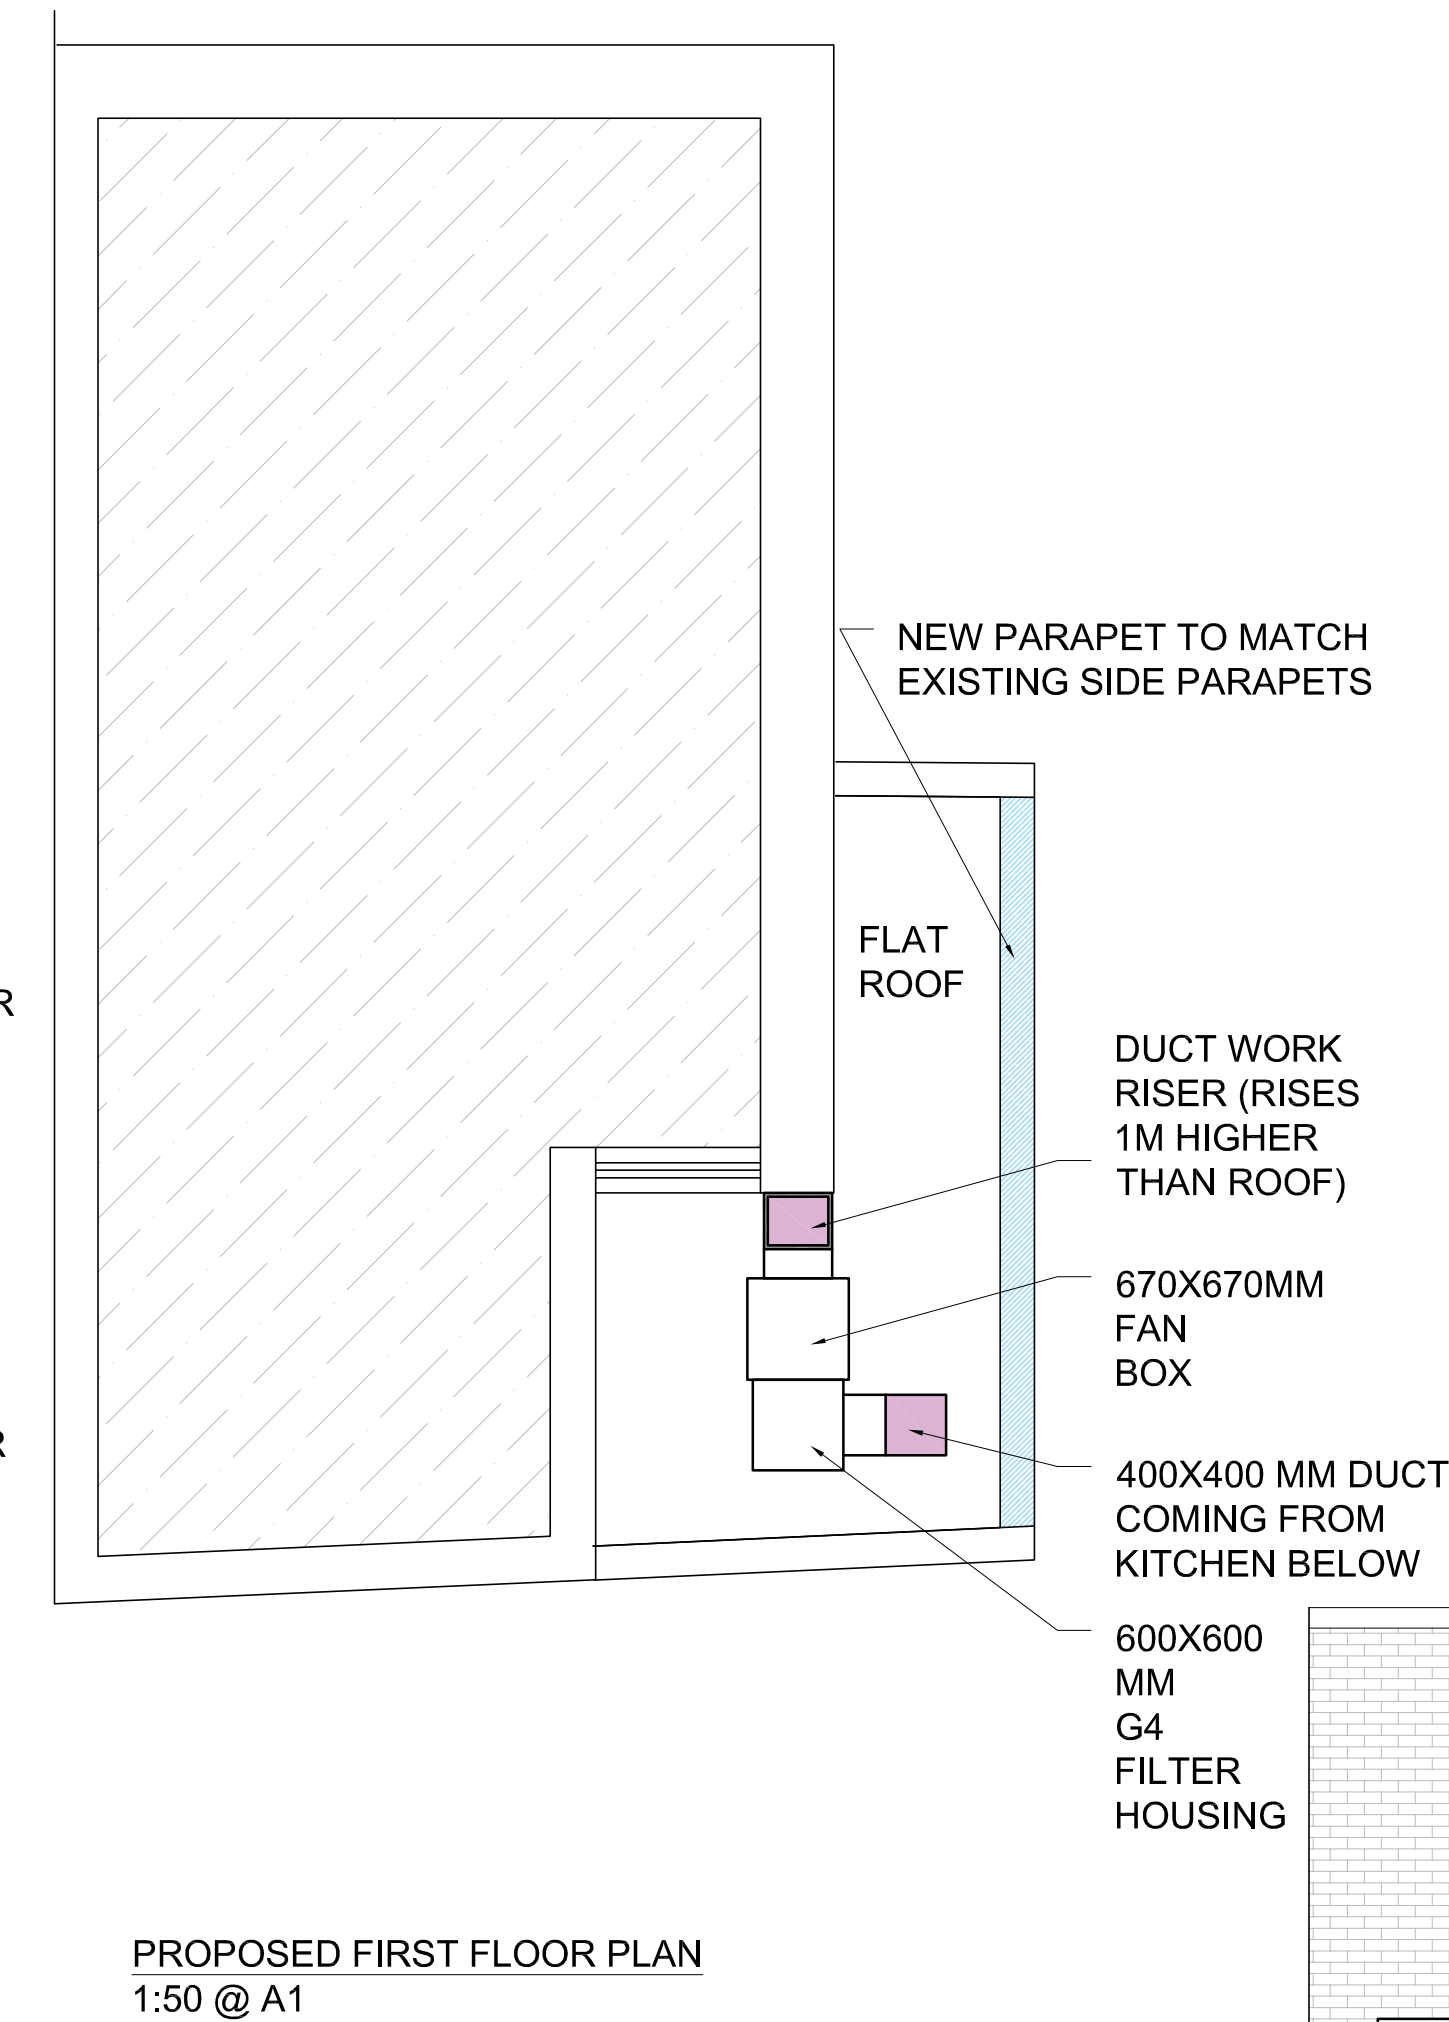 NEW PARAPET TO MATCH
EXISTING SIDE PARAPETS
FLAT
ROOF
R
DUCT WORK
RISER (RISES
1M HIGHER
THAN ROOF)
670X670MM
FAN
BOX
R
400X400 MM DUCT
COMING FROM
KITCHEN BELOW
600X600
MM
G4
FILTER
HOUSING
PROPOSED FIRST FLOOR PLAN
1:50 @ A1